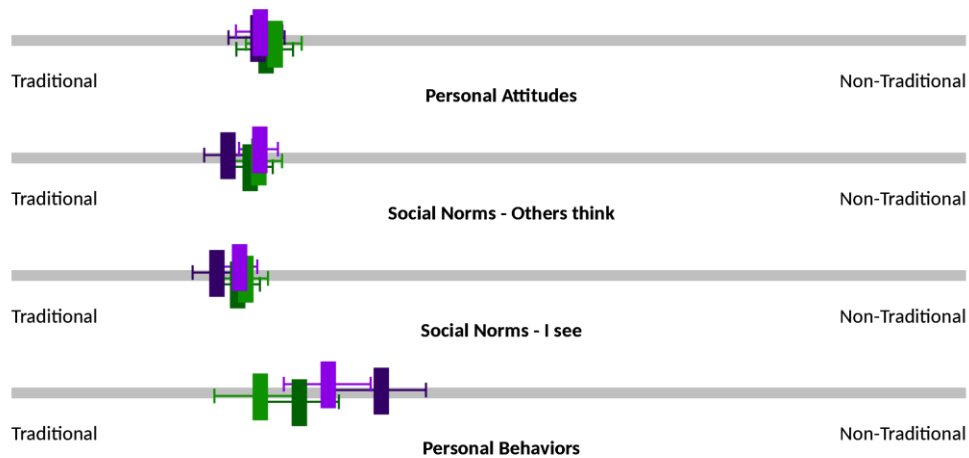 Traditional
Non-Traditional
Personal Attitudes
Traditional
Non-Traditional
Social Norms - Others think
Traditional
Non-Traditional
Social Norms - I see
Traditional
Non-Traditional
Personal Behaviors